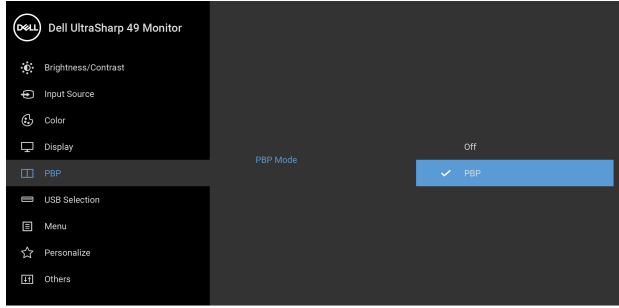 DELL
Dell UltraSharp 49 Monitor
Brightness/Contrast
Input Source
Color
Display
PBP
USB Selection
Menu
Personalize
Others
PBP Mode
Off
PBP